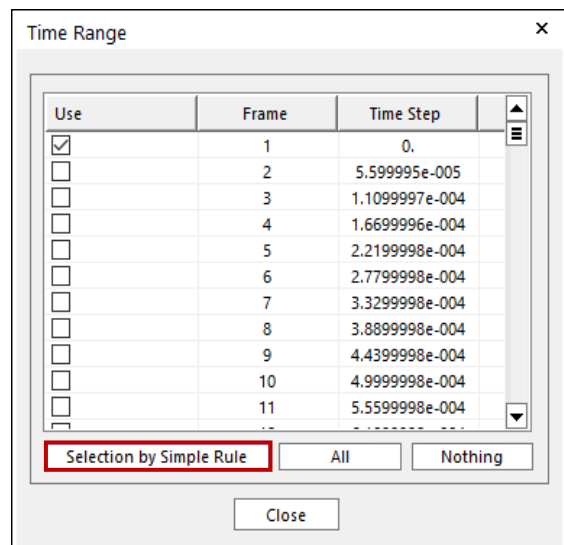 Time Range
Use Frame Time Step
1 0.
2 5.599995e-005
3 1.1099997e-004
4 1.6699996e-004
5 2.2199998e-004
6 2.7799998e-004
7 3.3299998e-004
8 3.8899998e-004
9 4.4399998e-004
10 4.9999998e-004
11 5.5599998e-004
Selection by Simple Rule All Nothing
Close